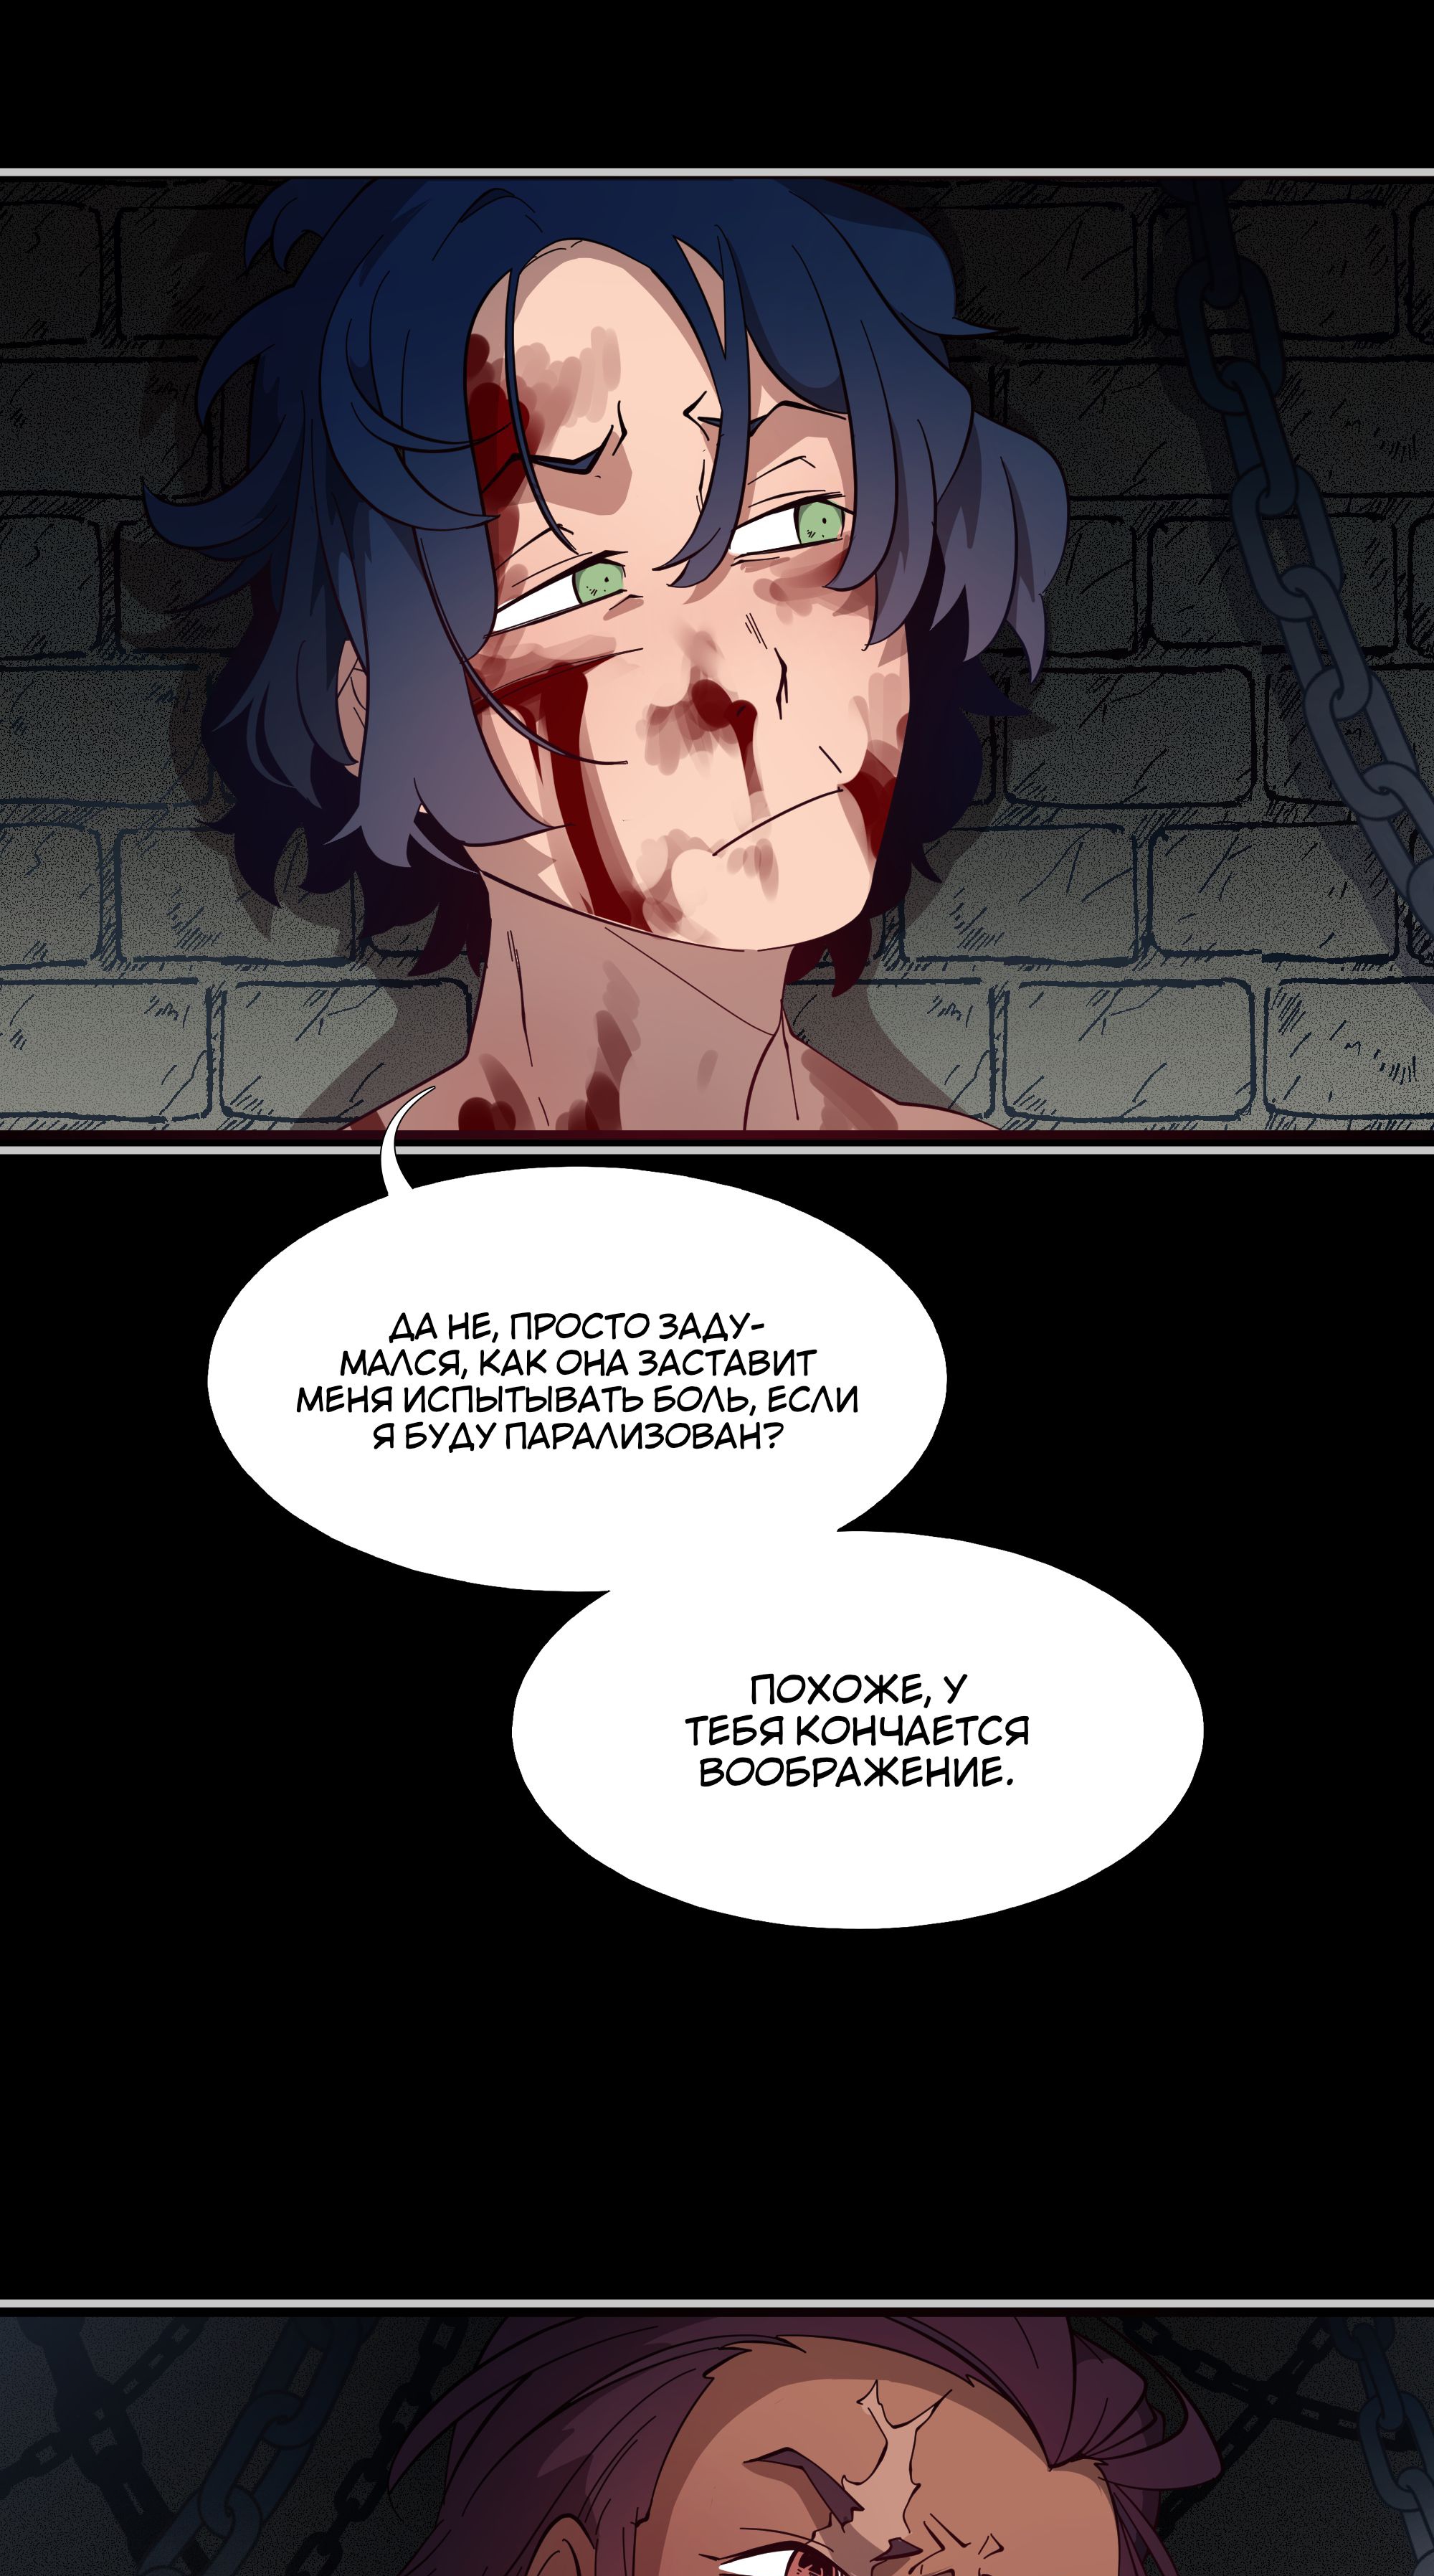 ДА НЕ, ПРОСТО ЗАДУ-
МАЛСЯ, КАК ОНА ЗАСТАВИТ
МЕНЯ ИСПЫТЫВАТЬ БОЛЬ, ЕСЛИ
Я БУДУ ПАРАЛИЗОВАН?
ПОХОЖЕ, У
ТЕБЯ КОНЧАЕТСЯ
ВООБРАЖЕНИЕ.